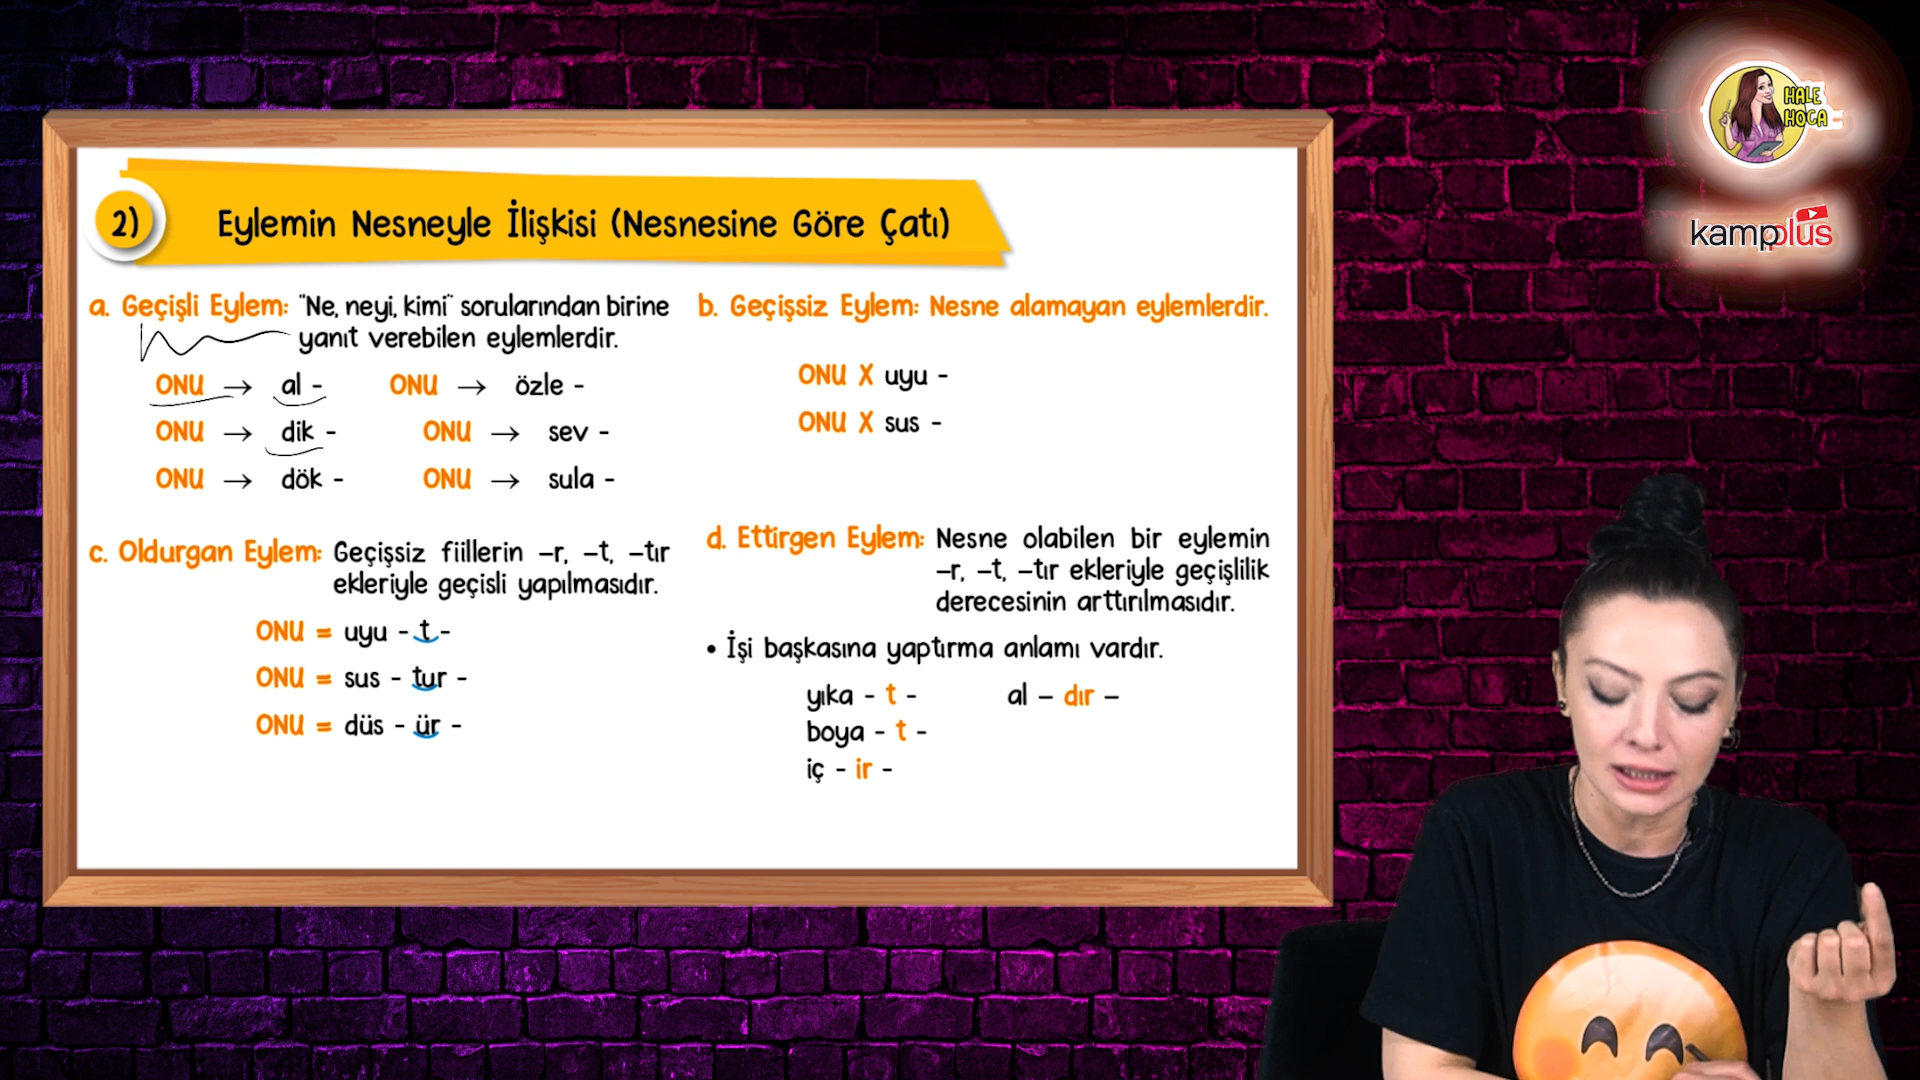 2) Eylemin Nesneyle İlişkisi (Nesnesine Göre Çatı)
a. Geçişli Eylem: "Ne, neyi, kimi" sorularından birine
yanıt verebilen eylemlerdir.
ONU → al -
ONU → özle -
ONU → dik -
ONU → sev -
ONU → dök -
ONU → sula -
b. Geçişsiz Eylem: Nesne alamayan eylemlerdir.
ONU X uyu -
ONU X sus -
c. Oldurgan Eylem: Geçişsiz fiillerin –r, –t, –tır
ekleriyle geçisli yapılmasıdır.
ONU = uyu - t -
ONU = sus - tur -
ONU = düs - ür -
d. Ettirgen Eylem: Nesne olabilen bir eylemin
–r, –t, –tır ekleriyle geçişlilik
derecesinin arttırılmasıdır.
• İşi başkasına yaptırma anlamı vardır.
yıka - t -
al – dır –
boya - t -
iç - ir -
HALE
HOCA
kampplus